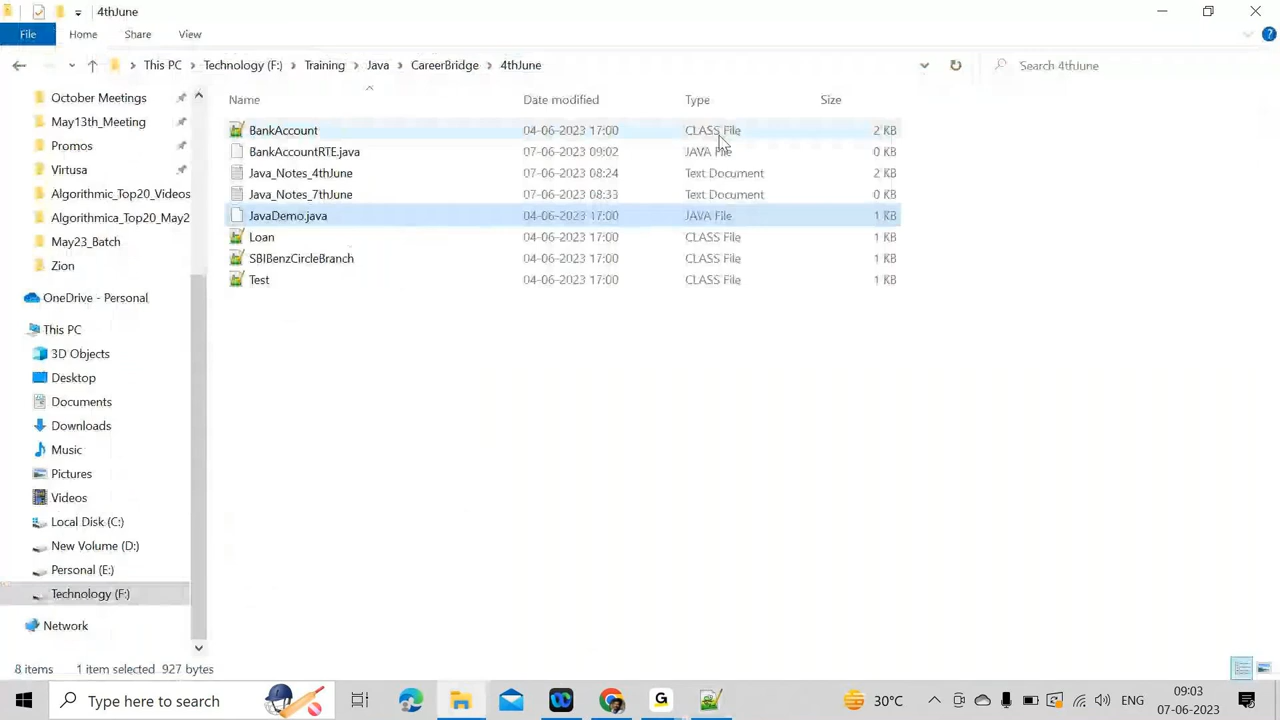 4thJune
File Home Share View
This PC Technology (F:) Training Java CareerBridge 4thJune Search 4thJune
Name Date modified Type Size
October Meetings
May13th_Meeting
Promos
Virtusa
Algorithmic_Top20_Videos
Algorithmica_Top20_May2
May23_Batch
Zion
OneDrive - Personal
This PC
3D Objects
Desktop
Documents
Downloads
Music
Pictures
Videos
Local Disk (C:)
New Volume (D:)
Personal (E:)
Technology (F:)
Network
BankAccount 04-06-2023 17:00 CLASS File 2 KB
BankAccountRTE.java 07-06-2023 09:02 JAVA File 0 KB
Java_Notes_4thJune 07-06-2023 08:24 Text Document 2 KB
Java_Notes_7thJune 07-06-2023 08:33 Text Document 0 KB
JavaDemo.java 04-06-2023 17:00 JAVA File 1 KB
Loan 04-06-2023 17:00 CLASS File 1 KB
SBIBenzCircleBranch 04-06-2023 17:00 CLASS File 1 KB
Test 04-06-2023 17:00 CLASS File 1 KB
8 items 1 item selected 927 bytes
Type here to search
30°C
ENG
09:03
07-06-2023